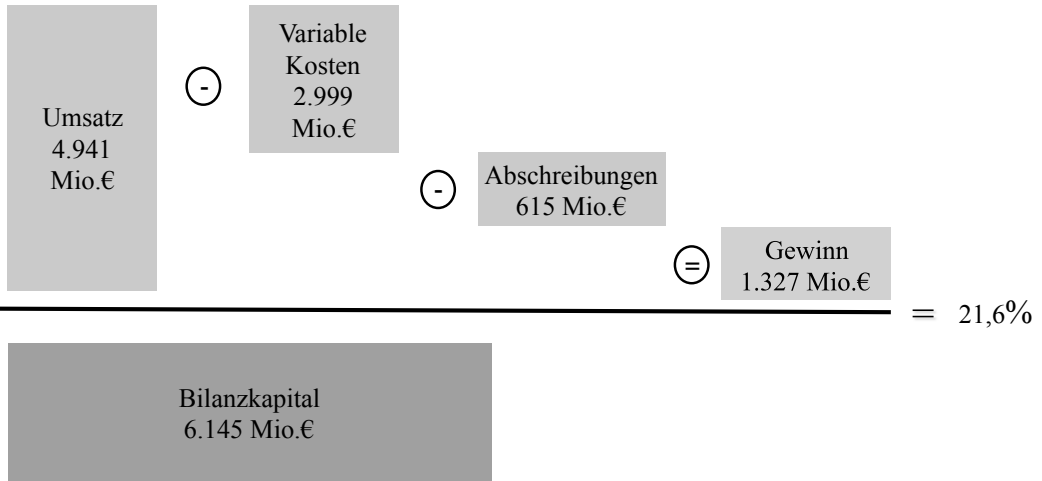 Umsatz
4.941
Mio.€
-
Variable
Kosten
2.999
Mio.€
-
Abschreibungen
615 Mio.€
=
Gewinn
1.327 Mio.€
= 21,6%
Bilanzkapital
6.145 Mio.€